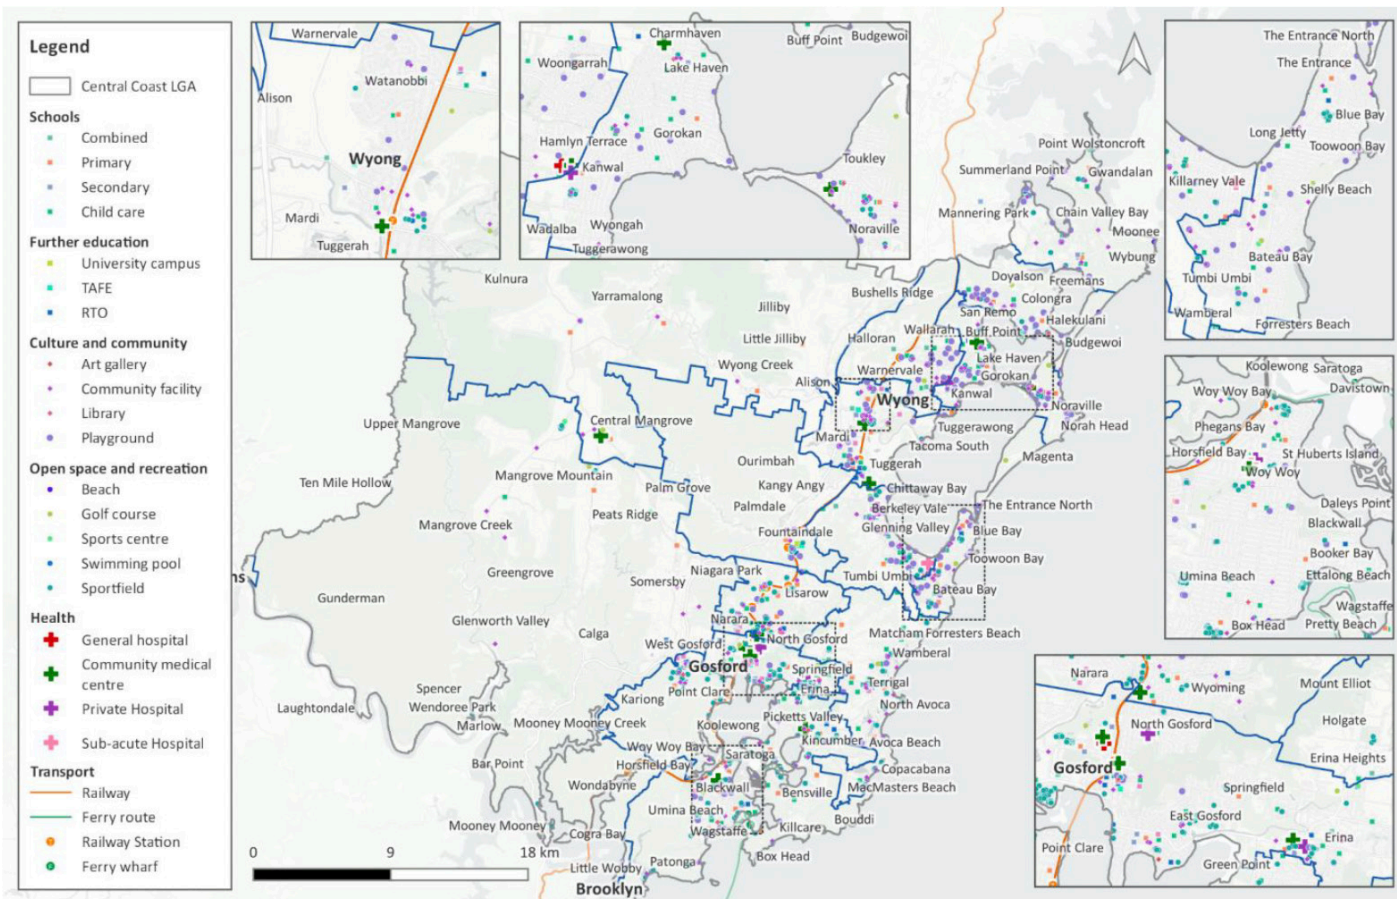 Legend
Central Coast LGA
Schools
Combined
Primary
Secondary
Child care
Further education
University campus
TAFE
RTO
Culture and community
Art gallery
Community facility
Library
Playground
Open space and recreation
Beach
Golf course
Sports centre
Swimming pool
Sportfield
Health
General hospital
Community medical
centre
Private Hospital
Sub-acute Hospital
Transport
Railway
Ferry route
Railway Station
Ferry wharf
Warnervale
Watanobbi
Alison
Wyong
Mardi
Tuggerah
Charmhaven
Buff Point
Budgewoi
Woongarrah
Lake Haven
Gorokan
Hamlyn Terrace
Kanwal
Toukley
Wadalba
Wyongah
Noraville
Tuggerawong
The Entrance North
The Entrance
Blue Bay
Long Jetty
Toowoon Bay
Killarney Vale
Shelly Beach
Bateau Bay
Tumbi Umbi
Wamberal
Forresters Beach
Point Wolstoncroft
Summerland Point
Gwandalan
Mannering Park
Chain Valley Bay
Moonee
Wybung
Kulnura
Doyalson
Freemans
Yarramalong
Bushells Ridge
Colongra
Jilliby
San Remo
Halekulani
Little Jilliby
Halloran
Wallarah
Buff Point
Budgewoi
Wyong Creek
Warnervale
Lake Haven
Gorokan
Alison
Kanwal
Wyong
Noraville
Upper Mangrove
Central Mangrove
Mardi
Tuggerawong
Norah Head
Tacoma South
Ourimbah
Tuggerah
Magenta
Mangrove Mountain
Ten Mile Hollow
Palm Grove
Kangy Angy
Chittaway Bay
Palmdale
Berkeley Vale
The Entrance North
Mangrove Creek
Peats Ridge
Fountaindale
Glenning Valley
Blue Bay
Toowoon Bay
Greengrove
Niagara Park
Tumbi Umbi
ns
Somersby
Lisarow
Bateau Bay
Gunderman
Glenworth Valley
Narara
Calga
Matcham
Forresters Beach
West Gosford
North Gosford
Wamberal
Gosford
Springfield
Spencer
Point Clare
Erina
Terrigal
Laughtondale
Wendoree Park
Kariong
North Avoca
Marlow
Mooney Mooney Creek
Koolewong
Picketts Valley
Woy Woy Bay
Saratoga
Kincumber
Avoca Beach
Bar Point
Horsfield Bay
Copacabana
Wondabyne
Blackwall
Bensville
MacMasters Beach
Umina Beach
Bouddi
Mooney Mooney
Cogra Bay
Wagstaffe
Killcare
Box Head
Little Wobby
Patonga
Brooklyn
0
9
18 km
Koolewong
Saratoga
Woy Woy Bay
Davistown
Phegans Bay
Horsfield Bay
St Huberts Island
Woy Woy
Daleys Point
Blackwall
Booker Bay
Umina Beach
Ettalong Beach
Wagstaffe
Box Head
Pretty Beach
Narara
Wyoming
Mount Elliot
North Gosford
Holgate
Gosford
Erina Heights
Springfield
East Gosford
Point Clare
Erina
Green Point